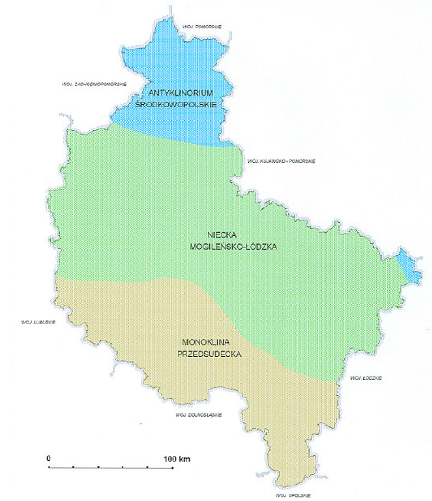 WOJ. POMORSKIE
WOJ. ZACHODNIOPOMORSKIE
ANTYKLINORIUM
ŚRODKOWOPOLSKIE
WOJ. KUJAWSKO - POMORSKIE
NIECKA
MOGILEŃSKO-ŁÓDZKA
WOJ. LUBUSKIE
MONOKLINA
PRZEDSUDECKA
WOJ. ŁÓDZKIE
WOJ. DOLNOŚLĄSKIE
0 100 km
WOJ. OPOLSKIE